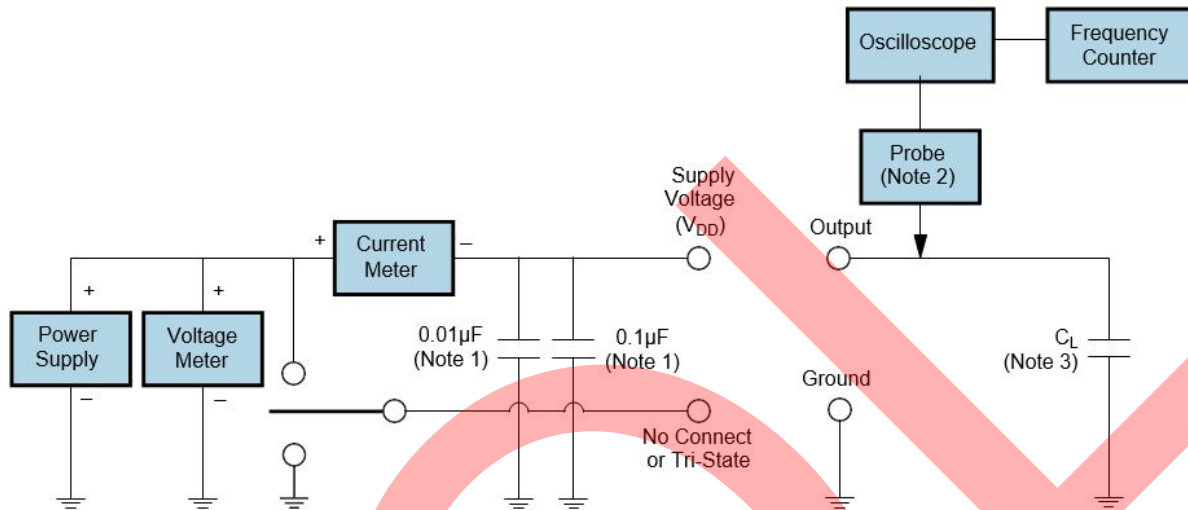 Oscilloscope
Frequency
Counter
Probe
(Note 2)
Supply
Voltage
(VDD)
Output
+
Current
Meter
–
+
Power
Supply
–
+
Voltage
Meter
–
0.01µF
(Note 1)
0.1µF
(Note 1)
CL
(Note 3)
Ground
No Connect
or Tri-State